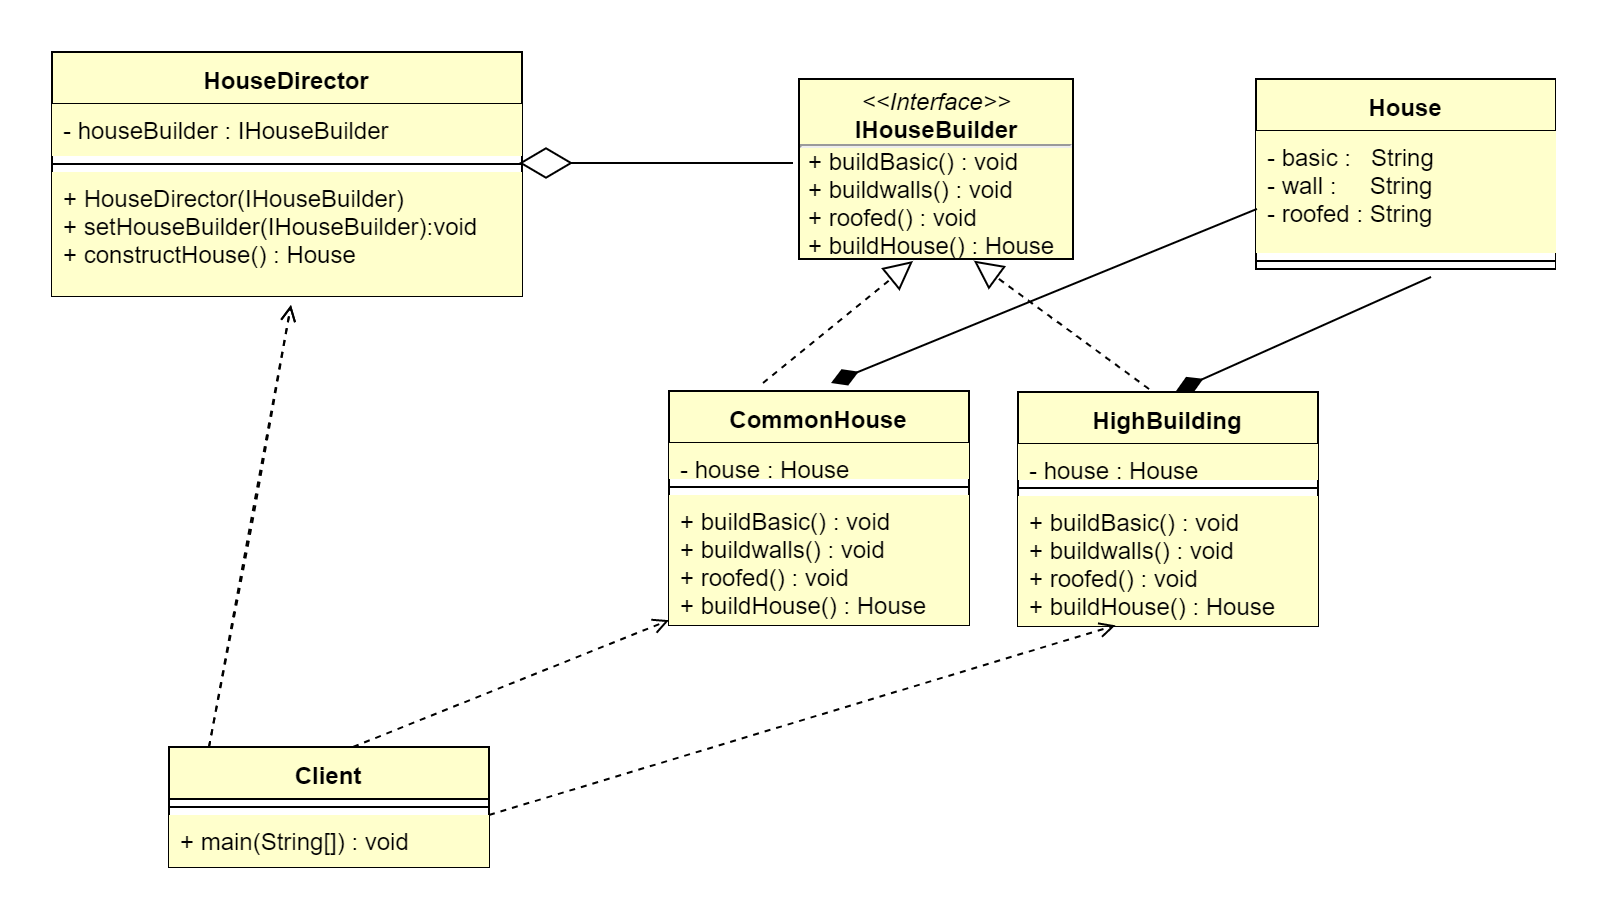 HouseDirector
- houseBuilder : IHouseBuilder
+ HouseDirector(IHouseBuilder)
+ setHouseBuilder(IHouseBuilder):void
+ constructHouse() : House
<<Interface>>
IHouseBuilder
+ buildBasic() : void
+ buildwalls() : void
+ roofed() : void
+ buildHouse() : House
House
- basic : String
- wall : String
- roofed : String
CommonHouse
- house : House
+ buildBasic() : void
+ buildwalls() : void
+ roofed() : void
+ buildHouse() : House
HighBuilding
- house : House
+ buildBasic() : void
+ buildwalls() : void
+ roofed() : void
+ buildHouse() : House
Client
+ main(String[]) : void